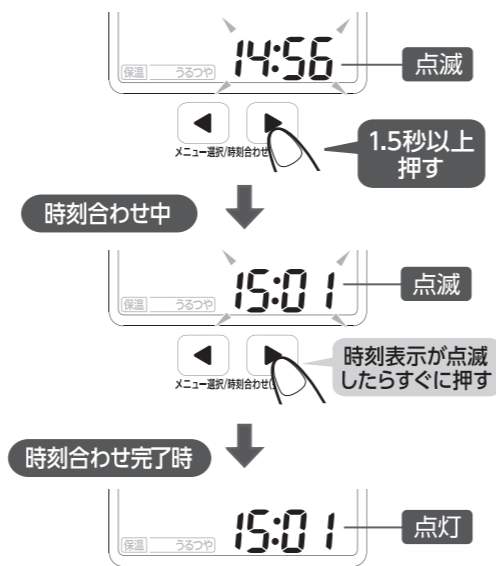 14:56
保温 うるつや
点滅
メニュー選択/時刻合わせ
1.5秒以上
押す
時刻合わせ中
15:01
保温 うるつや
点滅
メニュー選択/時刻合わせ
時刻表示が点滅
したらすぐに押す
時刻合わせ完了時
15:01
保温 うるつや
点灯